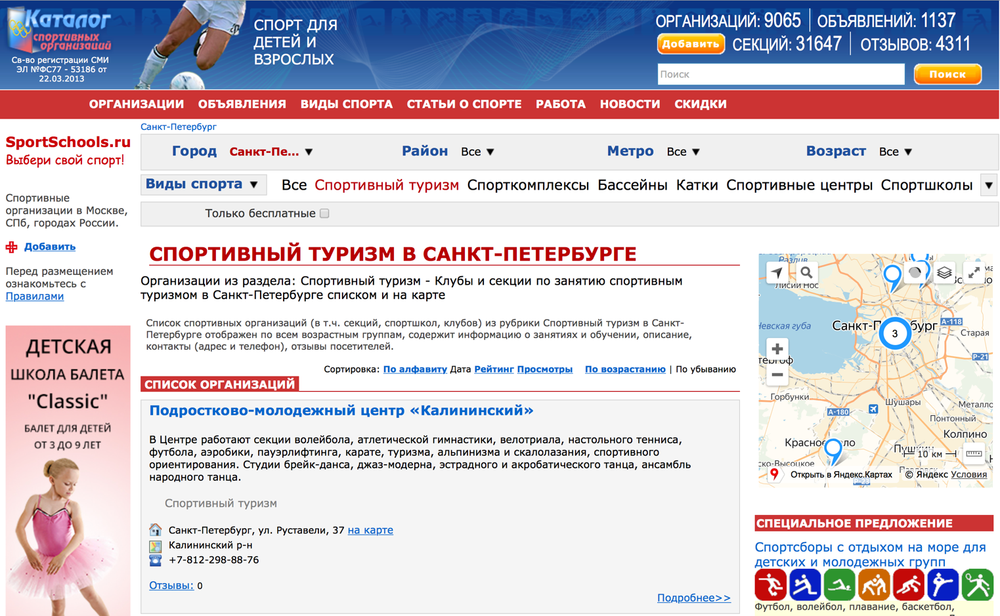 Каталог
спортивных
организаций
Св-во регистрации СМИ
ЭЛ №ФС77 - 53186 от
22.03.2013
СПОРТ ДЛЯ
ДЕТЕЙ И
ВЗРОСЛЫХ
ОРГАНИЗАЦИЙ: 9065 ОБЪЯВЛЕНИЙ: 1137
Добавить СЕКЦИЙ: 31647 ОТЗЫВОВ: 4311
Поиск Поиск
ОРГАНИЗАЦИИ ОБЪЯВЛЕНИЯ ВИДЫ СПОРТА СТАТЬИ О СПОРТЕ РАБОТА НОВОСТИ СКИДКИ
SportSchools.ru
Выбери свой спорт!
Спортивные
организации в Москве,
СПб, городах России.
Добавить
Перед размещением
ознакомьтесь с
Правилами
ДЕТСКАЯ
ШКОЛА БАЛЕТА
"Classic"
БАЛЕТ ДЛЯ ДЕТЕЙ
ОТ 3 ДО 9 ЛЕТ
Санкт-Петербург
Город Санкт-Пе... ▼ Район Все ▼ Метро Все ▼ Возраст Все ▼
Виды спорта ▼ Все Спортивный туризм Спорткомплексы Бассейны Катки Спортивные центры Спортшколы ▼
Только бесплатные
СПОРТИВНЫЙ ТУРИЗМ В САНКТ-ПЕТЕРБУРГЕ
Организации из раздела: Спортивный туризм - Клубы и секции по занятию спортивным
туризмом в Санкт-Петербурге списком и на карте
Список спортивных организаций (в т.ч. секций, спортшкол, клубов) из рубрики Спортивный туризм в Санкт-
Петербурге отображен по всем возрастным группам, содержит информацию о занятиях и обучении, описание,
контакты (адрес и телефон), отзывы посетителей.
Сортировка: По алфавиту Дата Рейтинг Просмотры По возрастанию | По убыванию
СПИСОК ОРГАНИЗАЦИЙ
Подростково-молодежный центр «Калининский»
В Центре работают секции волейбола, атлетической гимнастики, велотриала, настольного тенниса,
футбола, аэробики, пауэрлифтинга, карате, туризма, альпинизма и скалолазания, спортивного
ориентирования. Студии брейк-данса, джаз-модерна, эстрадного и акробатического танца, ансамбль
народного танца.
Спортивный туризм
Санкт-Петербург, ул. Руставели, 37 на карте
Калининский р-н
+7-812-298-88-76
Отзывы: 0
Подробнее>>
Разлив
Лисий Нос
Невская губа
Санкт-П бург
3
А-118
Старая
Р-21
тергоф
Горбунки
Шушары
Металло
А-180
Понтонный
Колпино
Красное ло
Пушкин
10 км
ско-Высоцкое
Павловск
Открыть в Яндекс.Картах © Яндекс Условия
Р-23
СПЕЦИАЛЬНОЕ ПРЕДЛОЖЕНИЕ
Спортсборы с отдыхом на море для
детских и молодежных групп
Футбол, волейбол, плавание, баскетбол,